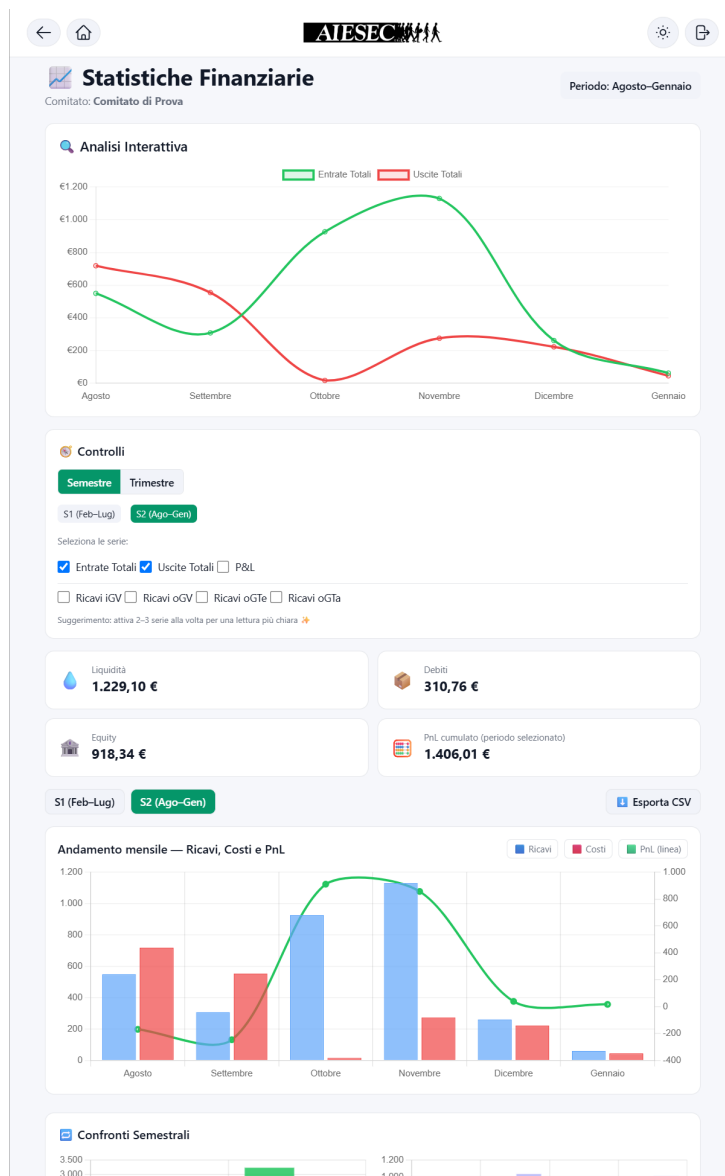 AIESEC
Statistiche Finanziarie
Comitato: Comitato di Prova
Periodo: Agosto–Gennaio
Analisi Interattiva
Entrate Totali Uscite Totali
€1.200
€1.000
€800
€600
€400
€200
€0
Agosto Settembre Ottobre Novembre Dicembre Gennaio
Controlli
Semestre Trimestre
S1 (Feb–Lug) S2 (Ago–Gen)
Seleziona le serie:
Entrate Totali Uscite Totali P&L
Ricavi iGV Ricavi oGV Ricavi oGTe Ricavi oGTa
Suggerimento: attiva 2–3 serie alla volta per una lettura più chiara
Liquidità
1.229,10 €
Debiti
310,76 €
Equity
918,34 €
PnL cumulato (periodo selezionato)
1.406,01 €
S1 (Feb–Lug) S2 (Ago–Gen) Esporta CSV
Andamento mensile — Ricavi, Costi e PnL
Ricavi Costi PnL (linea)
1.200
1.000
800
600
400
200
0
1.000
800
600
400
200
0
-200
-400
Agosto Settembre Ottobre Novembre Dicembre Gennaio
Confronti Semestrali
3.500 1.200
3.000